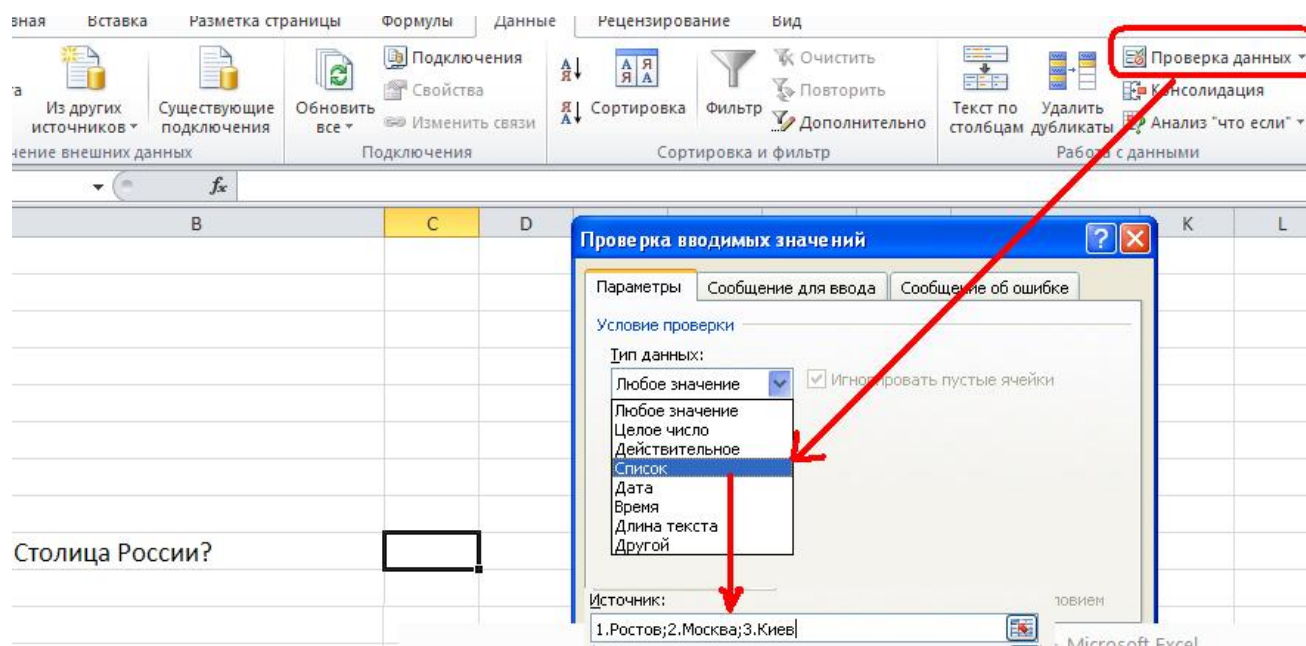 вная Вставка Разметка страницы Формулы Данные Рецензирование Вид
Из других источников
Существующие подключения
Обновить все
Подключения
Свойства
Изменить связи
Сортировка
Фильтр
Очистить
Повторить
Дополнительно
Текст по столбцам
Удалить дубликаты
Проверка данных
Консолидация
Анализ "что если"
чение внешних данных Подключения Сортировка и фильтр Работа с данными
fx
B C D K L
Проверка вводимых значений
Параметры Сообщение для ввода Сообщение об ошибке
Условие проверки
Тип данных:
Любое значение
Игнорировать пустые ячейки
Любое значение
Целое число
Действительное
Список
Дата
Время
Длина текста
Другой
Столица России?
Источник:
овием
1.Ростов;2.Москва;3.Киев
Microsoft Excel